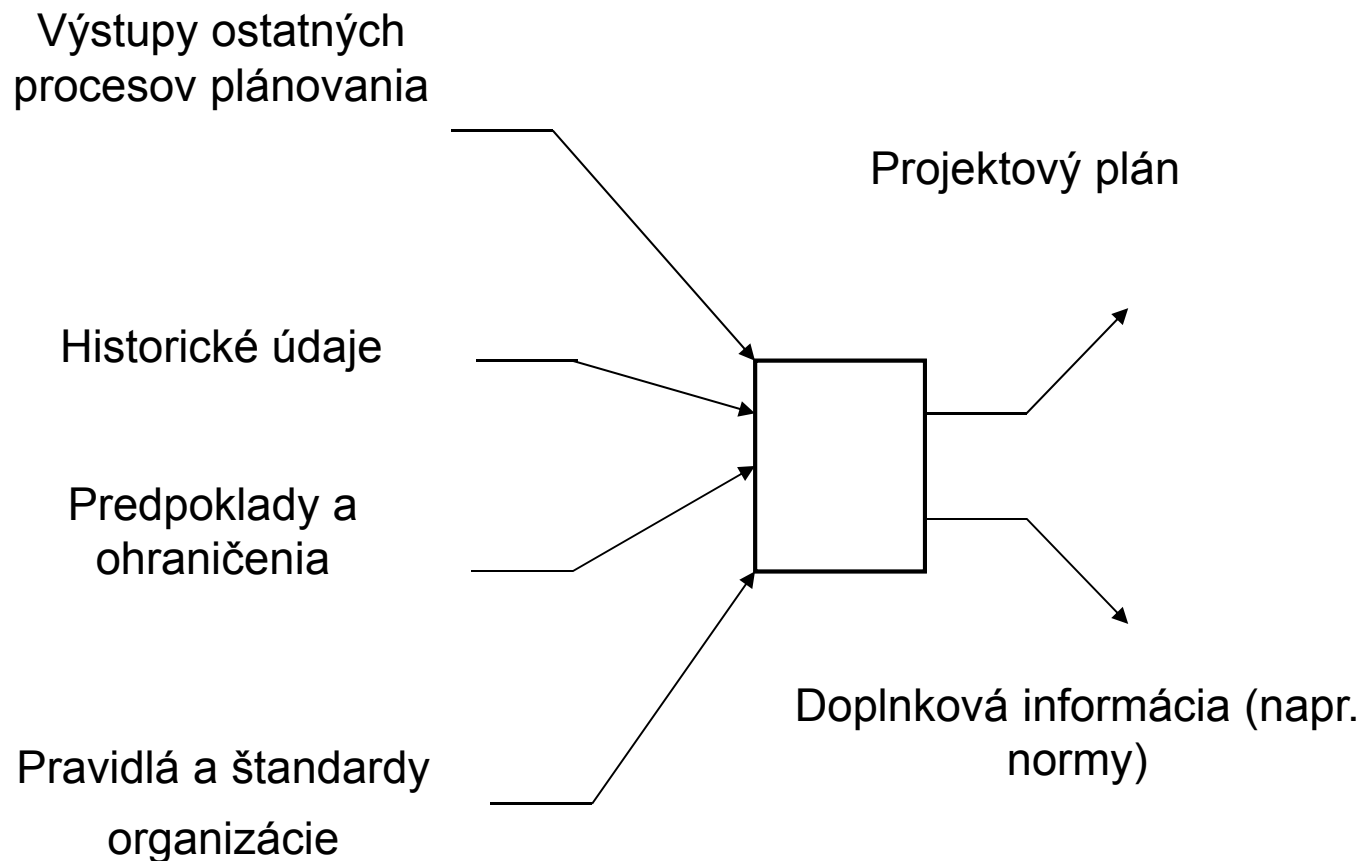 Výstupy ostatných
procesov plánovania
Projektový plán
Historické údaje
Predpoklady a
ohraničenia
Doplnková informácia (napr.
normy)
Pravidlá a štandardy
organizácie